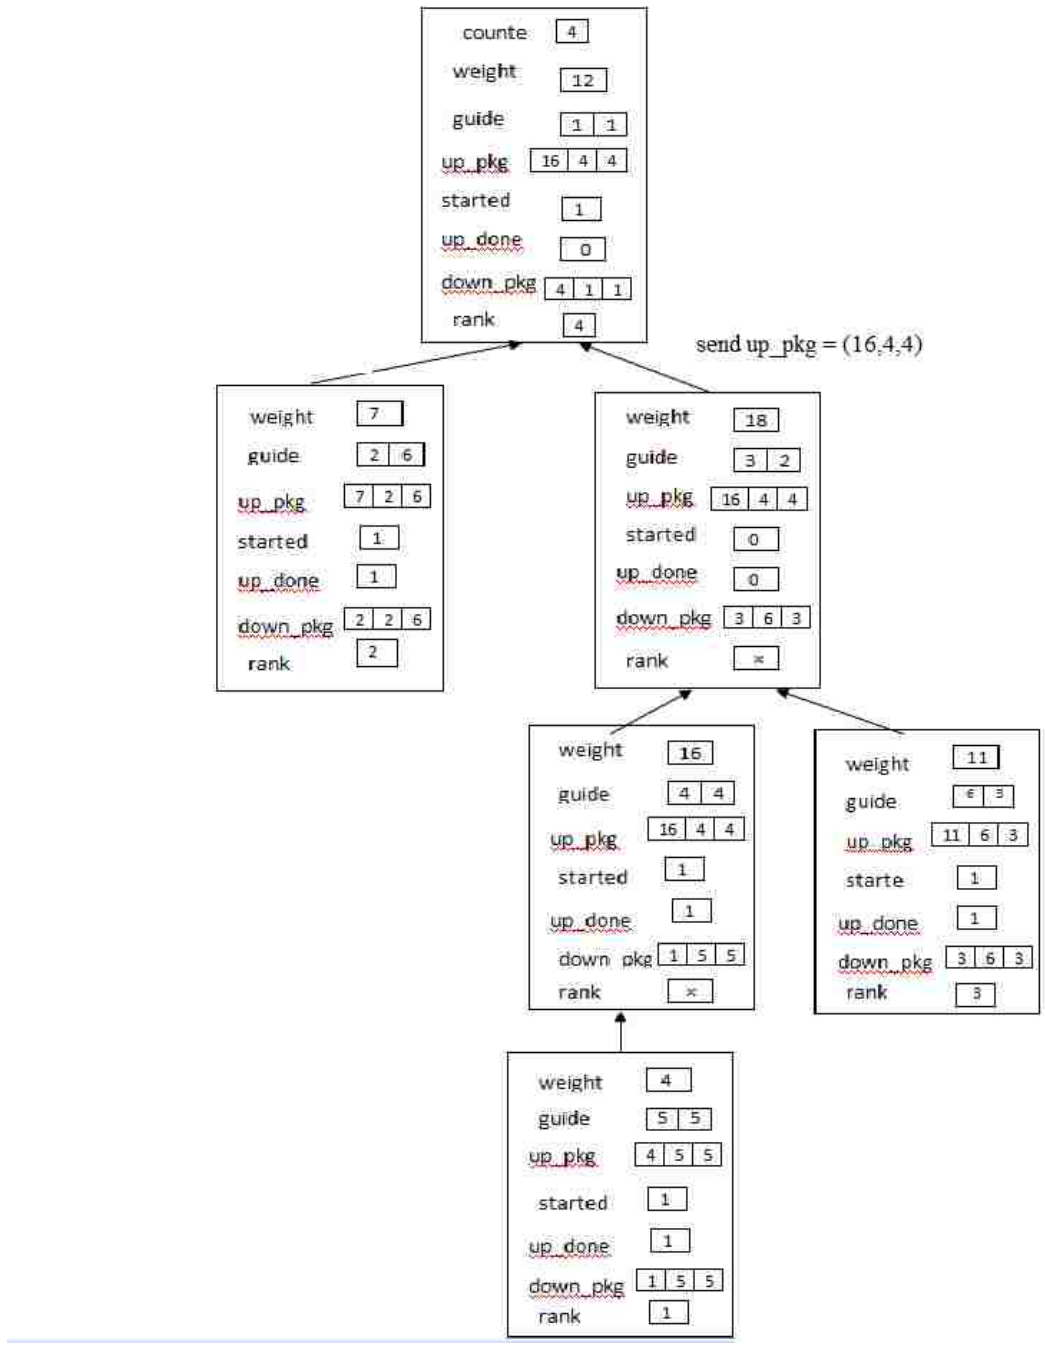 counte 4
weight 12
guide 1 1
up_pkg 16 4 4
started 1
up_done 0
down_pkg 4 1 1
rank 4
send up_pkg = (16,4,4)
weight 7
guide 2 6
up_pkg 7 2 6
started 1
up_done 1
down_pkg 2 2 6
rank 2
weight 18
guide 3 2
up_pkg 16 4 4
started 0
up_done 0
down_pkg 3 6 3
rank ×
weight 16
guide 4 4
up_pkg 16 4 4
started 1
up_done 1
down pkg 1 5 5
rank ×
weight 11
guide 6 3
up_pkg 11 6 3
starte 1
up_done 1
down_pkg 3 6 3
rank 3
weight 4
guide 5 5
up_pkg 4 5 5
started 1
up_done 1
down_pkg 1 5 5
rank 1